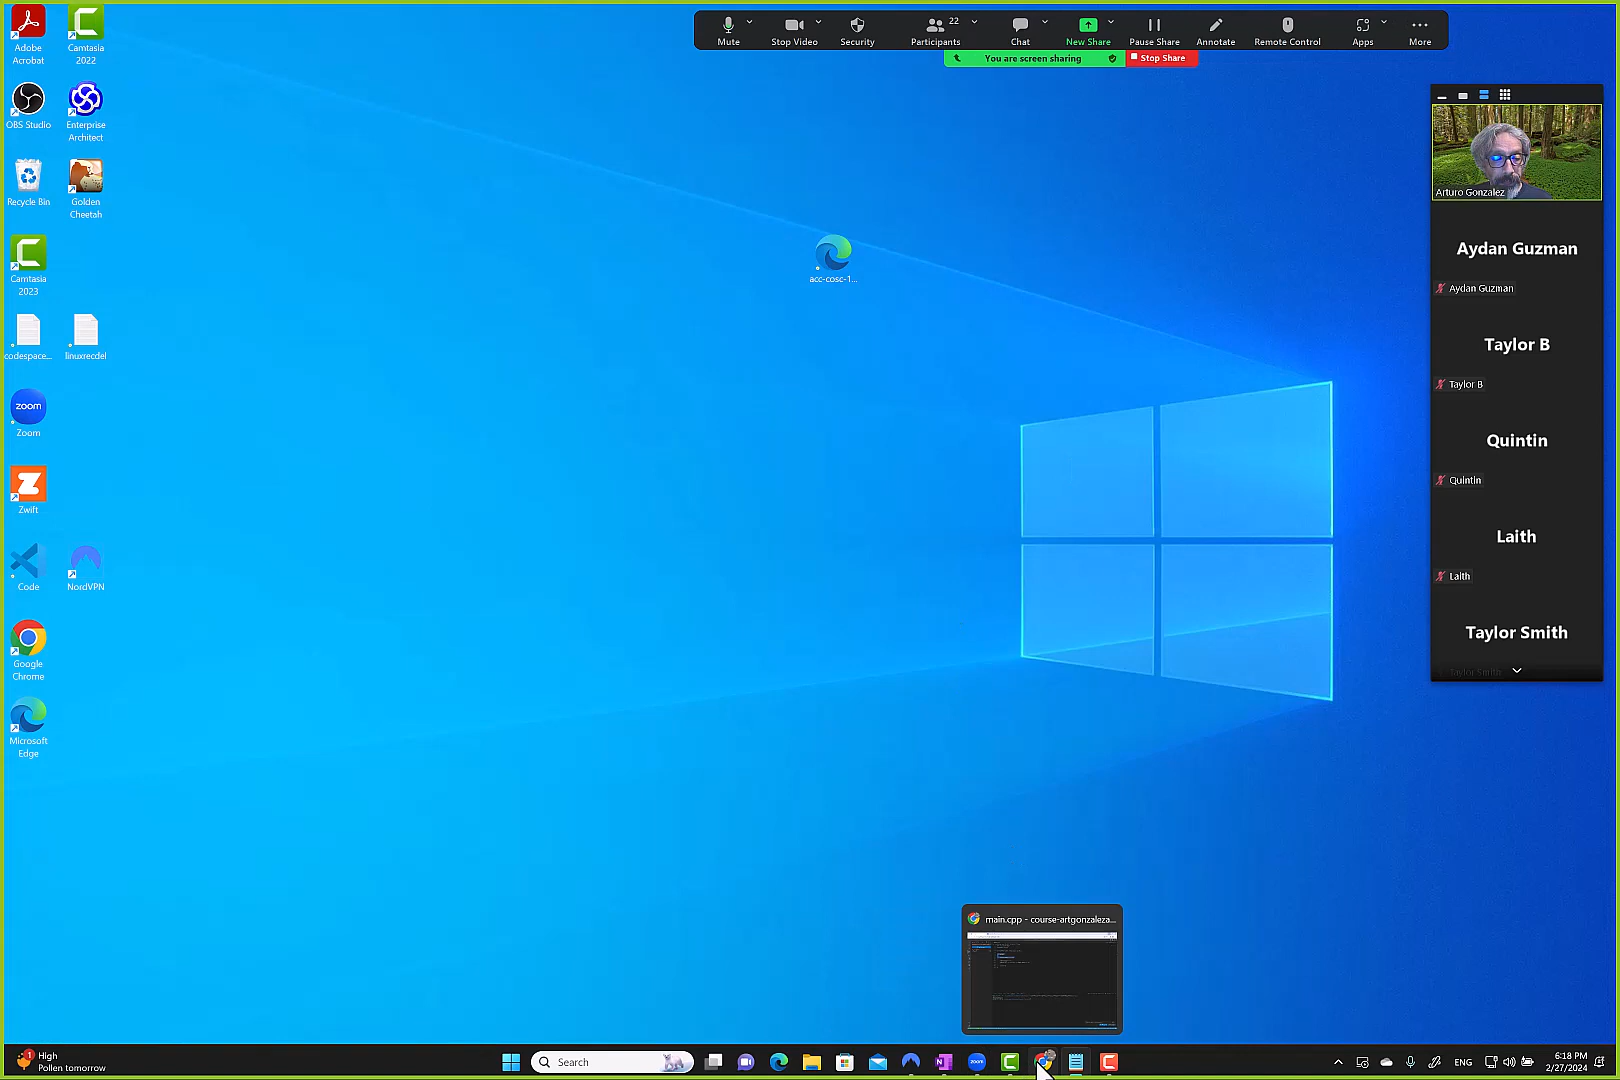 Adobe
Acrobat
Camtasia
2022
OBS Studio
Enterprise
Architect
Recycle Bin
Golden
Cheetah
Camtasia
2023
codespace...
linuxrecdel
zoom
Zoom
Zwift
Code
NordVPN
Google
Chrome
Microsoft
Edge
acc-cosc-1...
Mute
Stop Video
Security
22
Participants
Chat
New Share
Pause Share
Annotate
Remote Control
Apps
More
You are screen sharing
Stop Share
Arturo Gonzalez
Aydan Guzman
Aydan Guzman
Taylor B
Taylor B
Quintin
Quintin
Laith
Laith
Taylor Smith
Taylor Smith
main.cpp - course-artgonzaleza...
1
High
Pollen tomorrow
Search
zoom
ENG
6:18 PM
2/27/2024